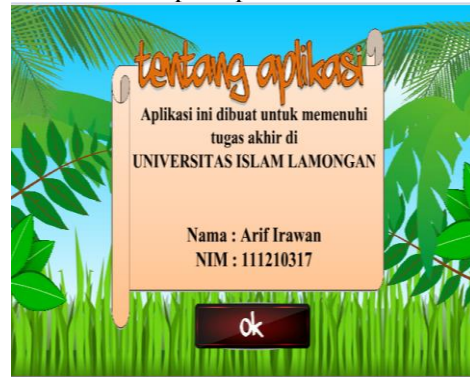 tentang aplikasi
Aplikasi ini dibuat untuk memenuhi
tugas akhir di
UNIVERSITAS ISLAM LAMONGAN
Nama : Arif Irawan
NIM : 111210317
ok